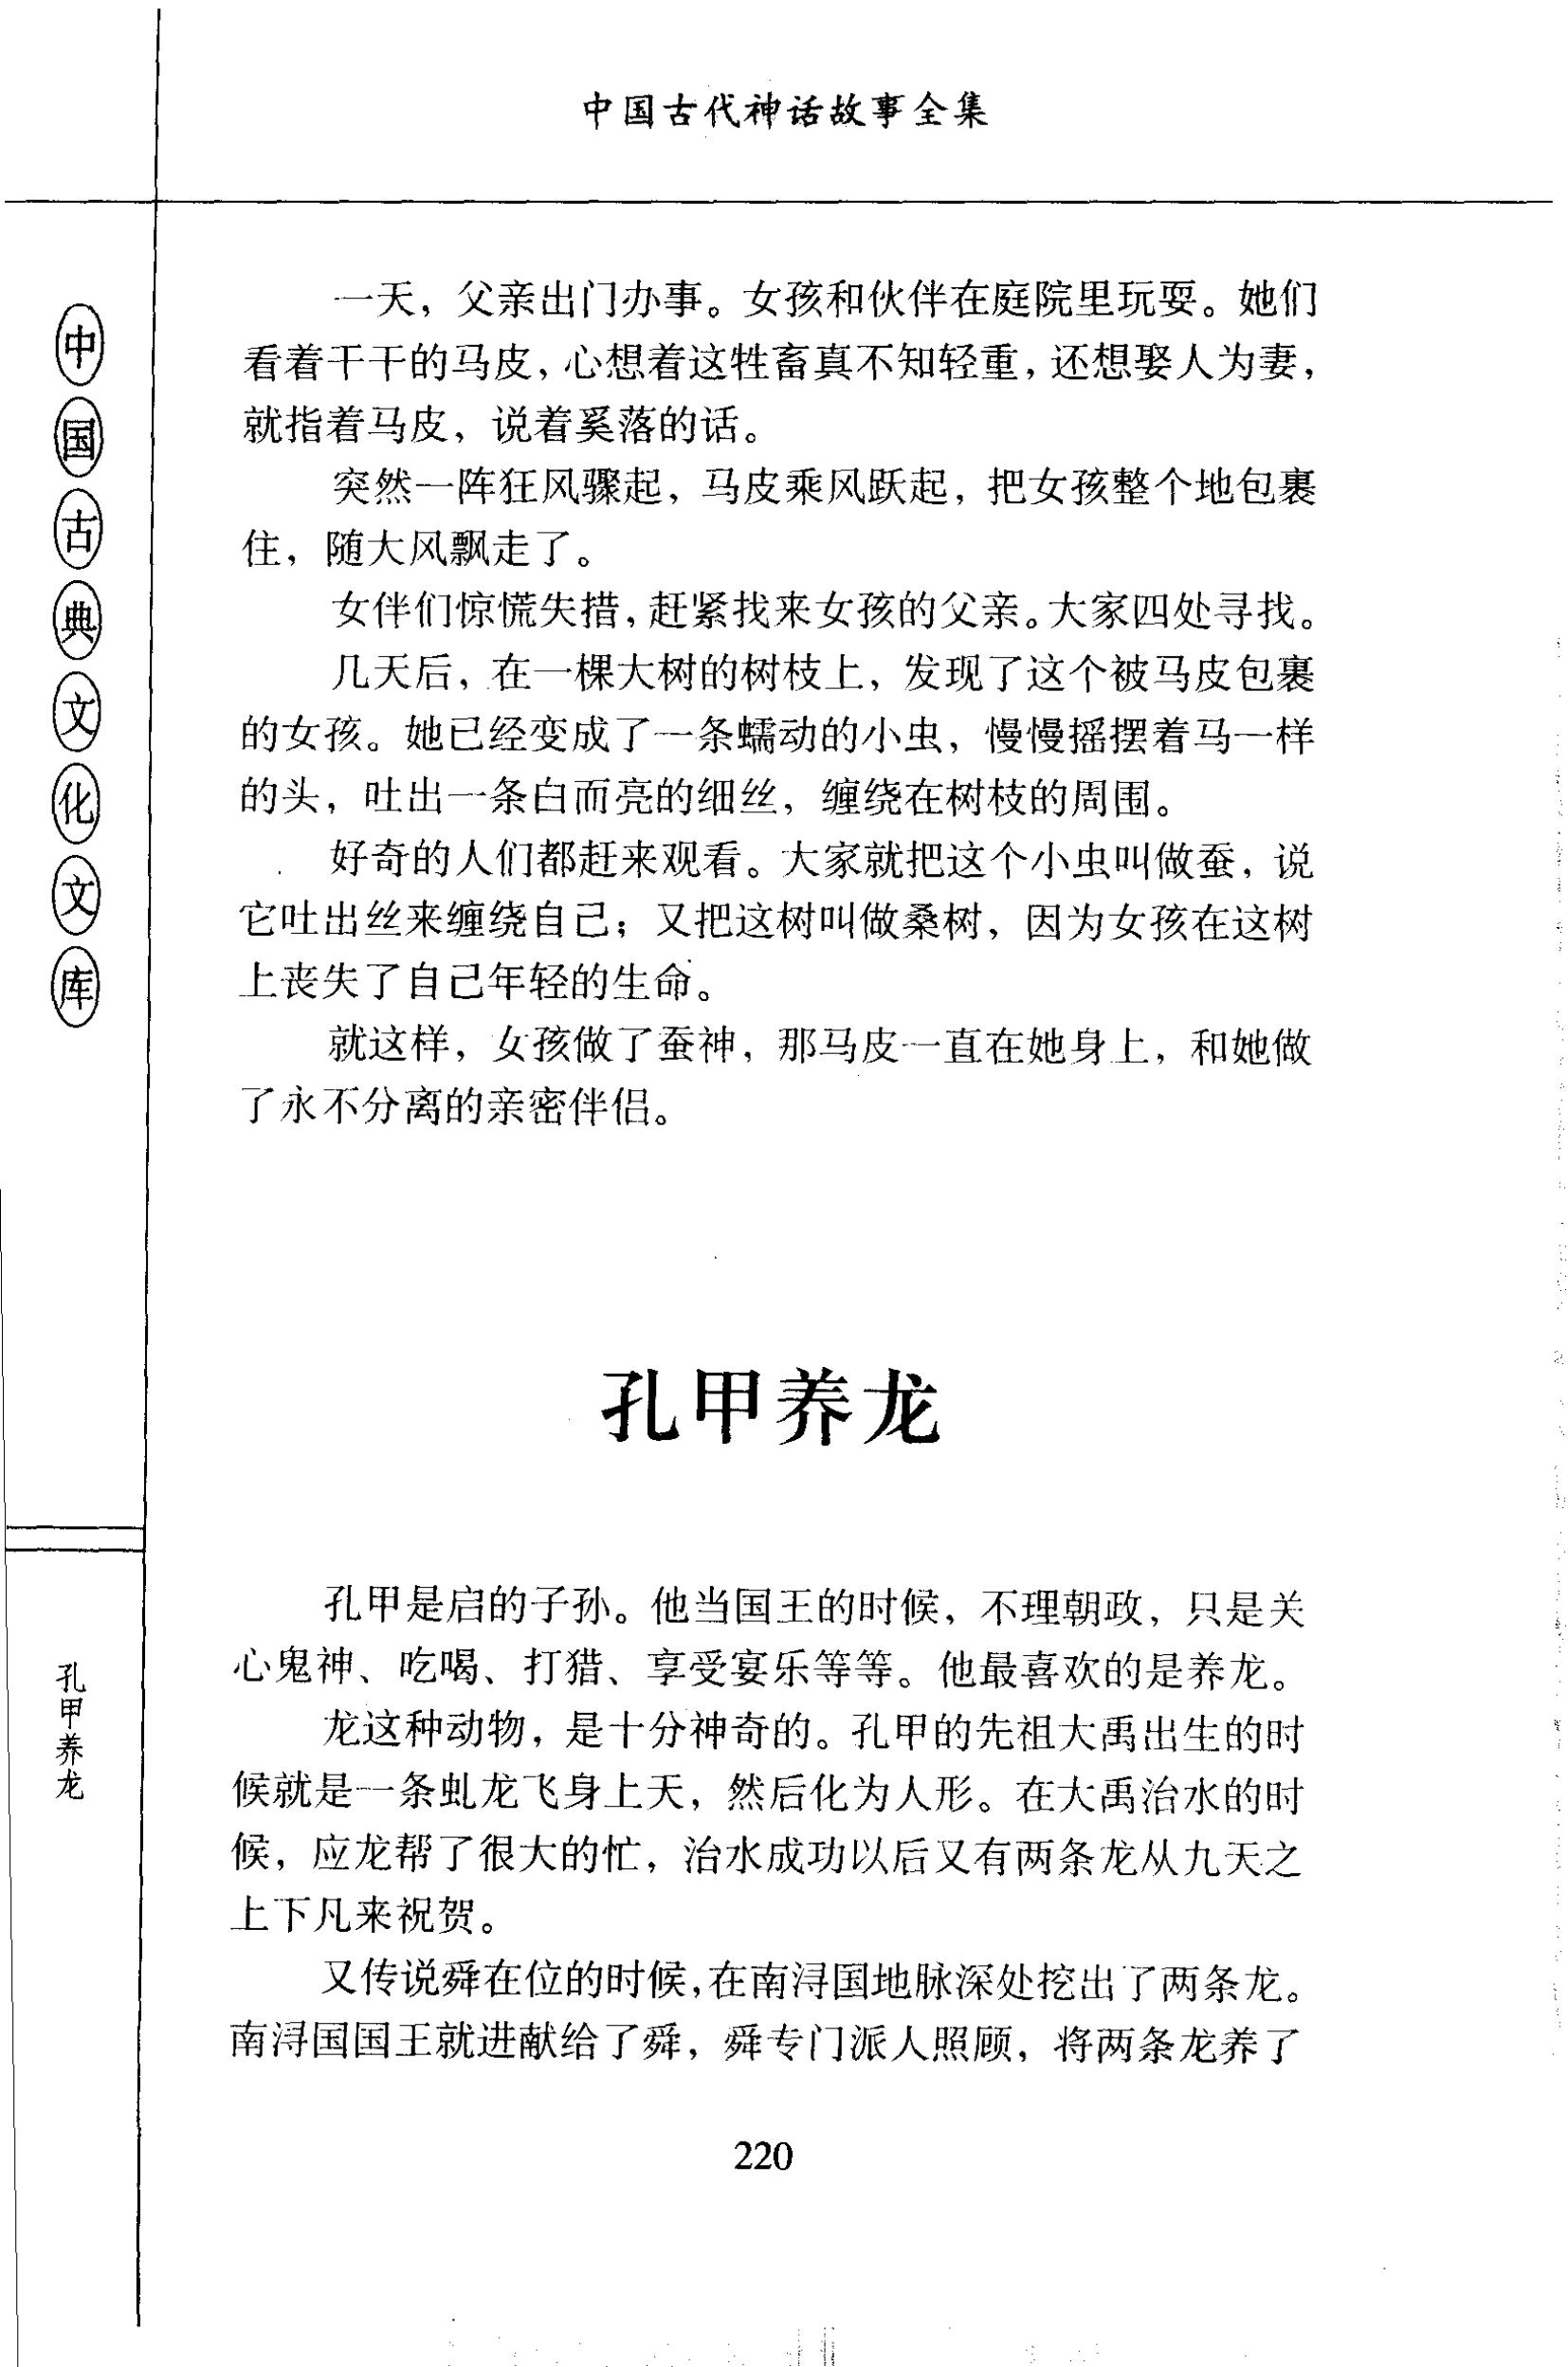 中国古代神话故事全集
中国古典文化文库
一天，父亲出门办事。女孩和伙伴在庭院里玩耍。她们
看着干干的马皮，心想着这牲畜真不知轻重，还想娶人为妻，
就指着马皮，说着奚落的话。
突然一阵狂风骤起，马皮乘风跃起，把女孩整个地包裹
住，随大风飘走了。
女伴们惊慌失措，赶紧找来女孩的父亲。大家四处寻找。
几天后，在一棵大树的树枝上，发现了这个被马皮包裹
的女孩。她已经变成了一条蠕动的小虫，慢慢摇摆着马一样
的头，吐出一条白而亮的细丝，缠绕在树枝的周围。
好奇的人们都赶来观看。大家就把这个小虫叫做蚕，说
它吐出丝来缠绕自己；又把这树叫做桑树，因为女孩在这树
上丧失了自己年轻的生命。
就这样，女孩做了蚕神，那马皮一直在她身上，和她做
了永不分离的亲密伴侣。
孔甲养龙
孔甲养龙
孔甲是启的子孙。他当国王的时候，不理朝政，只是关
心鬼神、吃喝、打猎、享受宴乐等等。他最喜欢的是养龙。
龙这种动物，是十分神奇的。孔甲的先祖大禹出生的时
候就是一条虬龙飞身上天，然后化为人形。在大禹治水的时
候，应龙帮了很大的忙，治水成功以后又有两条龙从九天之
上下凡来祝贺。
又传说舜在位的时候，在南浔国地脉深处挖出了两条龙。
南浔国国王就进献给了舜，舜专门派人照顾，将两条龙养了
220